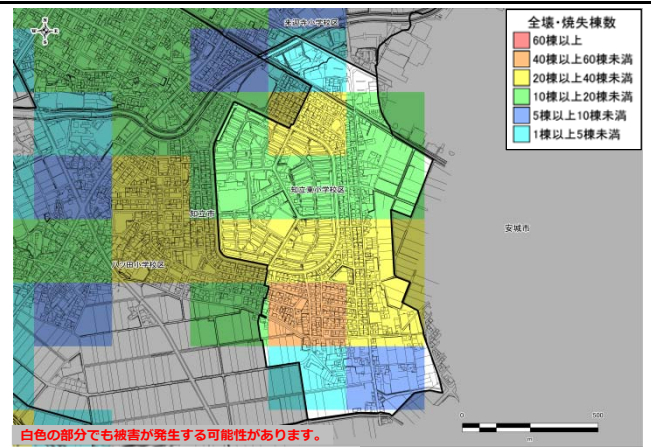 来迎寺小学校区
全壊・焼失棟数
60棟以上
40棟以上60棟未満
20棟以上40棟未満
10棟以上20棟未満
5棟以上10棟未満
1棟以上5棟未満
知立東小学校区
知立市
安城市
八ツ田小学校区
0 500
m
白色の部分でも被害が発生する可能性があります。